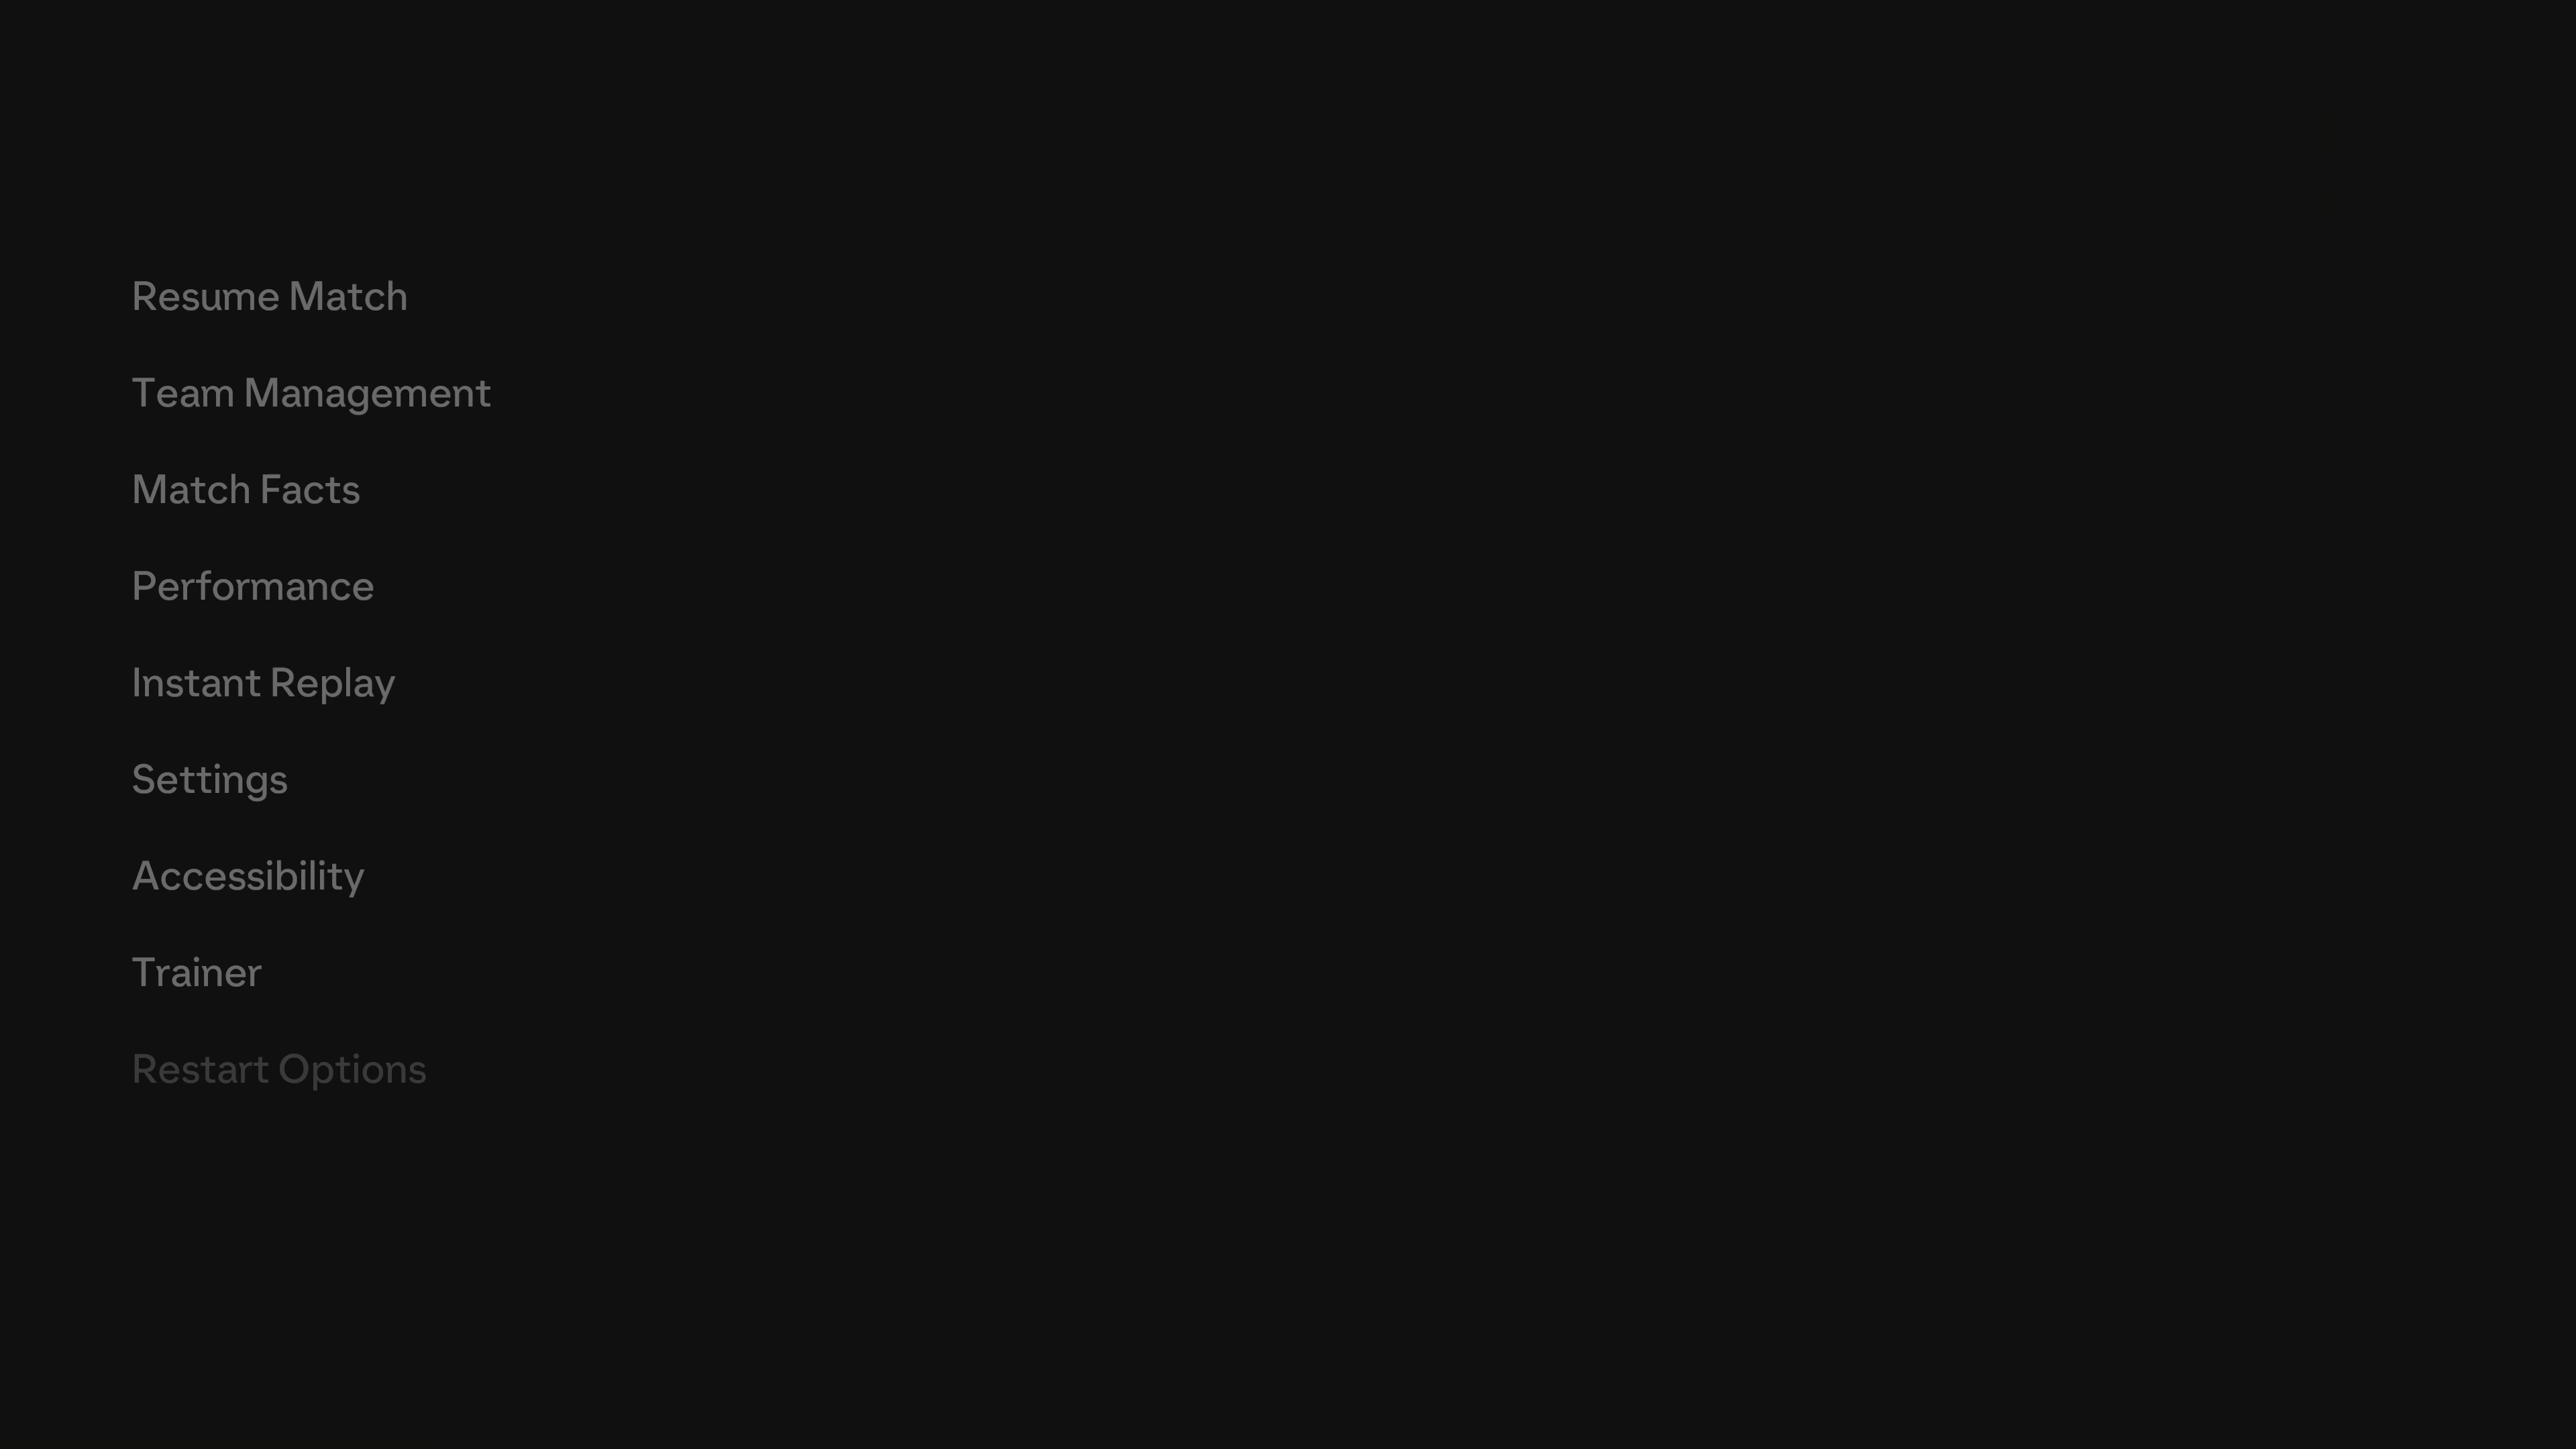 Resume Match
Team Management
Match Facts
Performance
Instant Replay
Settings
Accessibility
Trainer
Restart Options